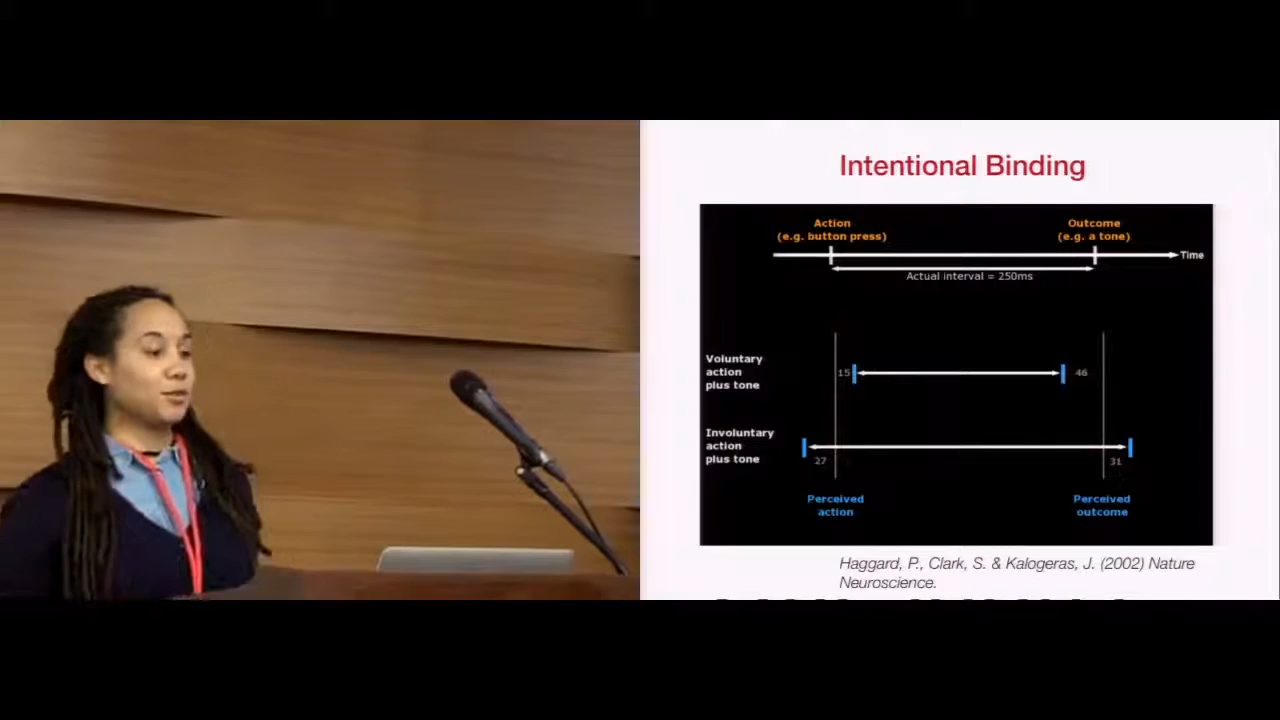 Intentional Binding
Action
(e.g. button press)
Outcome
(e.g. a tone)
Time
Actual interval = 250ms
Voluntary
action
plus tone
15
46
Involuntary
action
plus tone
27
31
Perceived
action
Perceived
outcome
Haggard, P., Clark, S. & Kalogeras, J. (2002) Nature
Neuroscience.